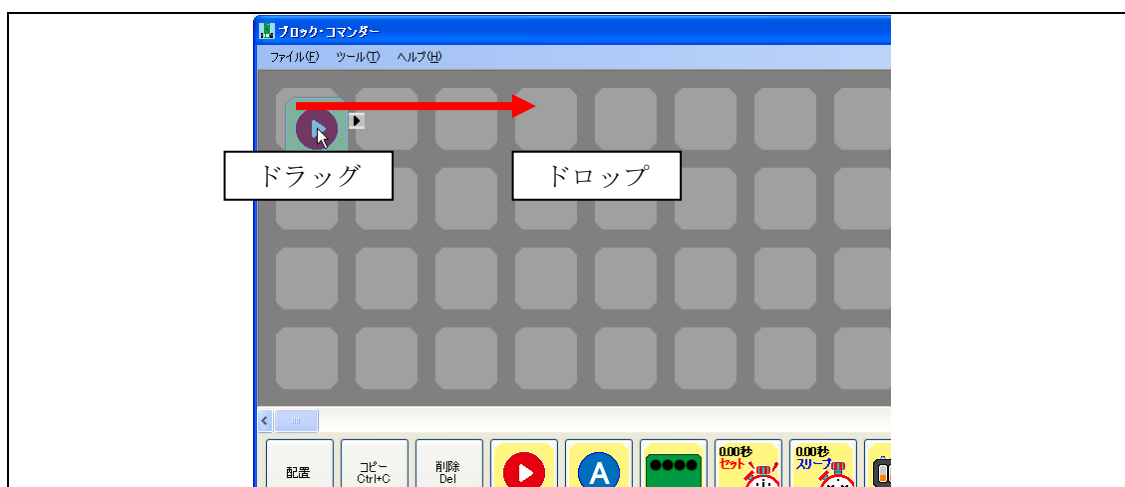 ブロック・コマンダー
ファイル(F) ツール(T) ヘルプ(H)
ドラッグ
ドロップ
配置
コピー
Ctrl+C
削除
Del
A
0.00秒
セット
0.00秒
スリープ